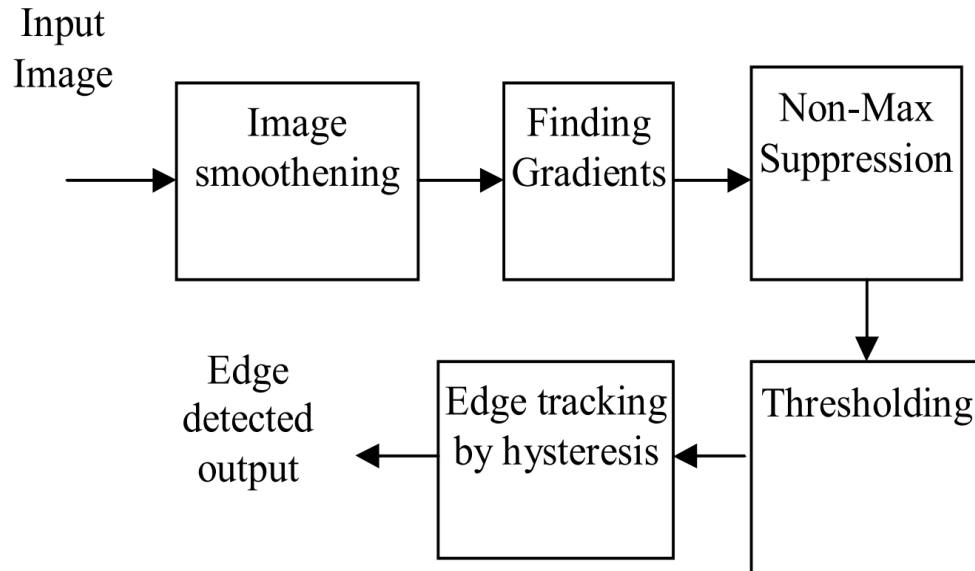 Input
Image
Image
smoothening
Finding
Gradients
Non-Max
Suppression
Thresholding
Edge tracking
by hysteresis
Edge
detected
output